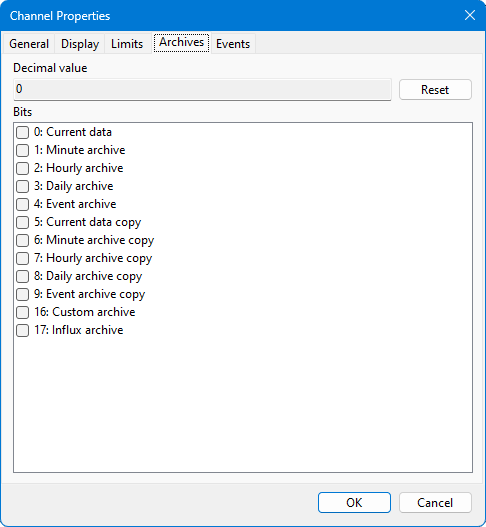 Channel Properties
General Display Limits Archives Events
Decimal value
0 Reset
Bits
0: Current data
1: Minute archive
2: Hourly archive
3: Daily archive
4: Event archive
5: Current data copy
6: Minute archive copy
7: Hourly archive copy
8: Daily archive copy
9: Event archive copy
16: Custom archive
17: Influx archive
OK Cancel